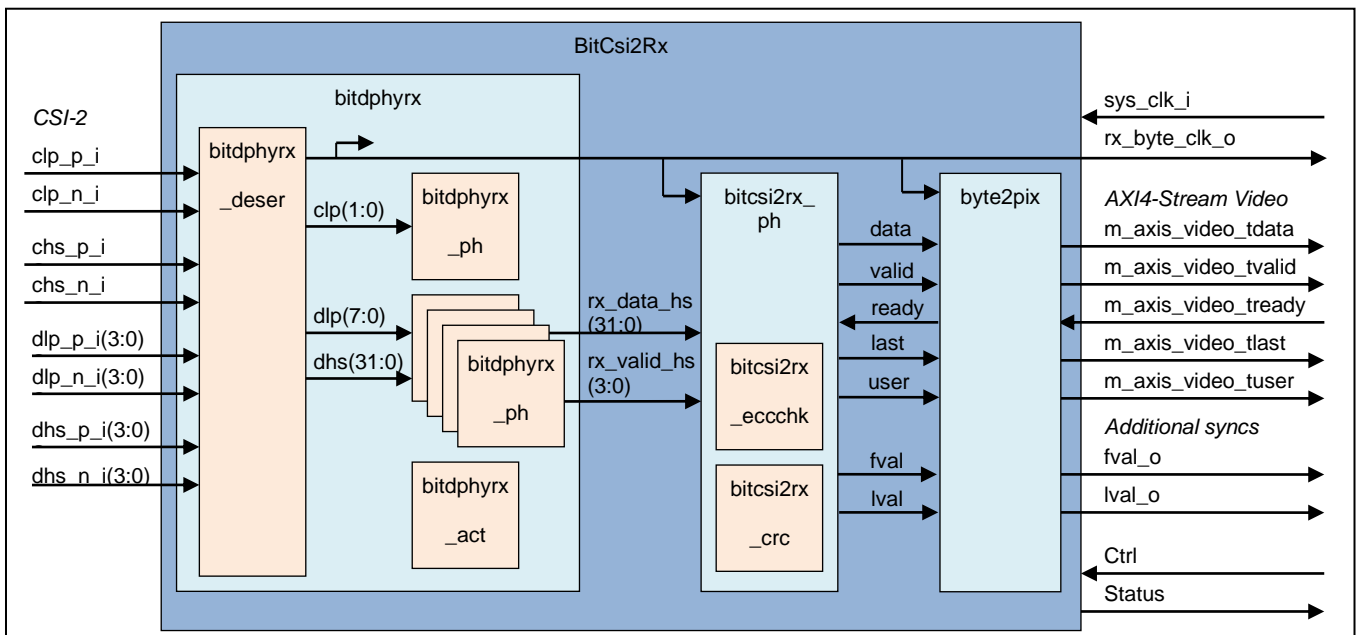 BitCsi2Rx
bitdphyrx
CSI-2
clp_p_i
clp_n_i
chs_p_i
chs_n_i
dlp_p_i(3:0)
dlp_n_i(3:0)
dhs_p_i(3:0)
dhs_n_i(3:0)
bitdphyrx
_deser
clp(1:0)
dlp(7:0)
dhs(31:0)
bitdphyrx
_ph
bitdphyrx
_ph
bitdphyrx
_act
rx_data_hs
(31:0)
rx_valid_hs
(3:0)
bitcsi2rx_
ph
bitcsi2rx
_eccchk
bitcsi2rx
_crc
data
valid
ready
last
user
fval
lval
byte2pix
sys_clk_i
rx_byte_clk_o
AXI4-Stream Video
m_axis_video_tdata
m_axis_video_tvalid
m_axis_video_tready
m_axis_video_tlast
m_axis_video_tuser
Additional syncs
fval_o
lval_o
Ctrl
Status